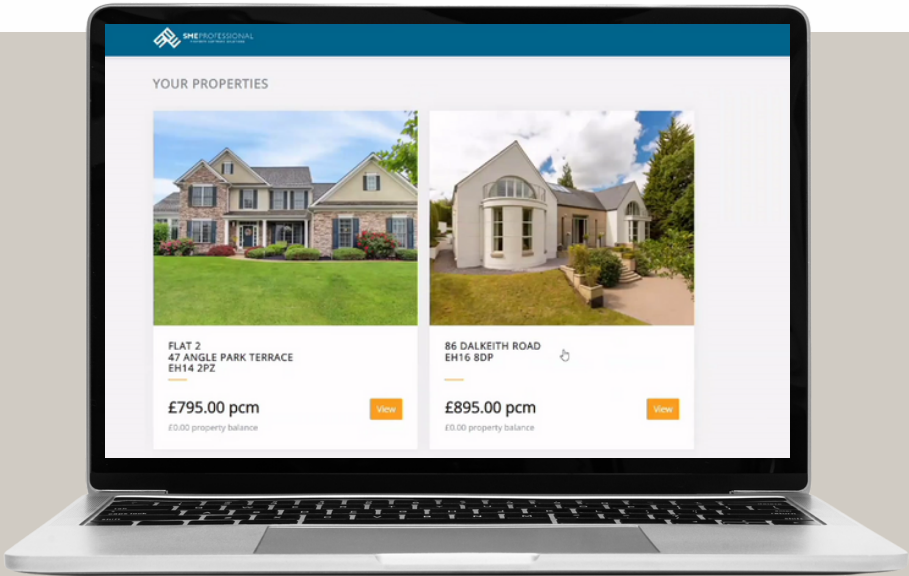 SMEPROFESSIONAL
YOUR PROPERTIES
FLAT 2
47 ANGLE PARK TERRACE
EH14 2PZ
£795.00 pcm
View
£0.00 property balance
86 DALKEITH ROAD
EH16 8DP
£895.00 pcm
View
£0.00 property balance